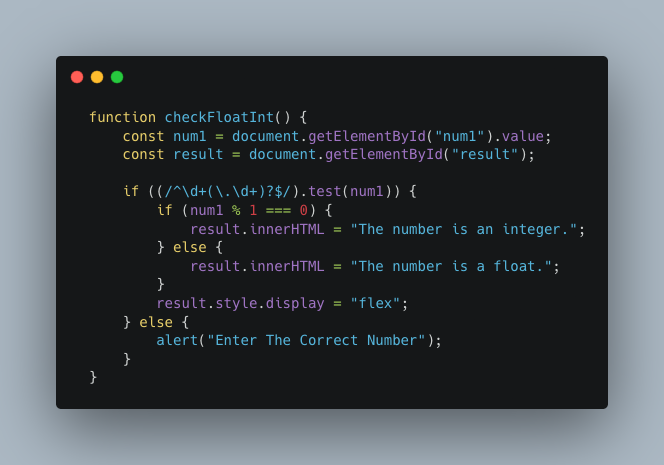 function checkFloatInt() {
    const num1 = document.getElementById("num1").value;
    const result = document.getElementById("result");

    if ((/^\d+(\.\d+)?$/).test(num1)) {
        if (num1 % 1 === 0) {
            result.innerHTML = "The number is an integer.";
        } else {
            result.innerHTML = "The number is a float.";
        }
        result.style.display = "flex";
    } else {
        alert("Enter The Correct Number");
    }
}